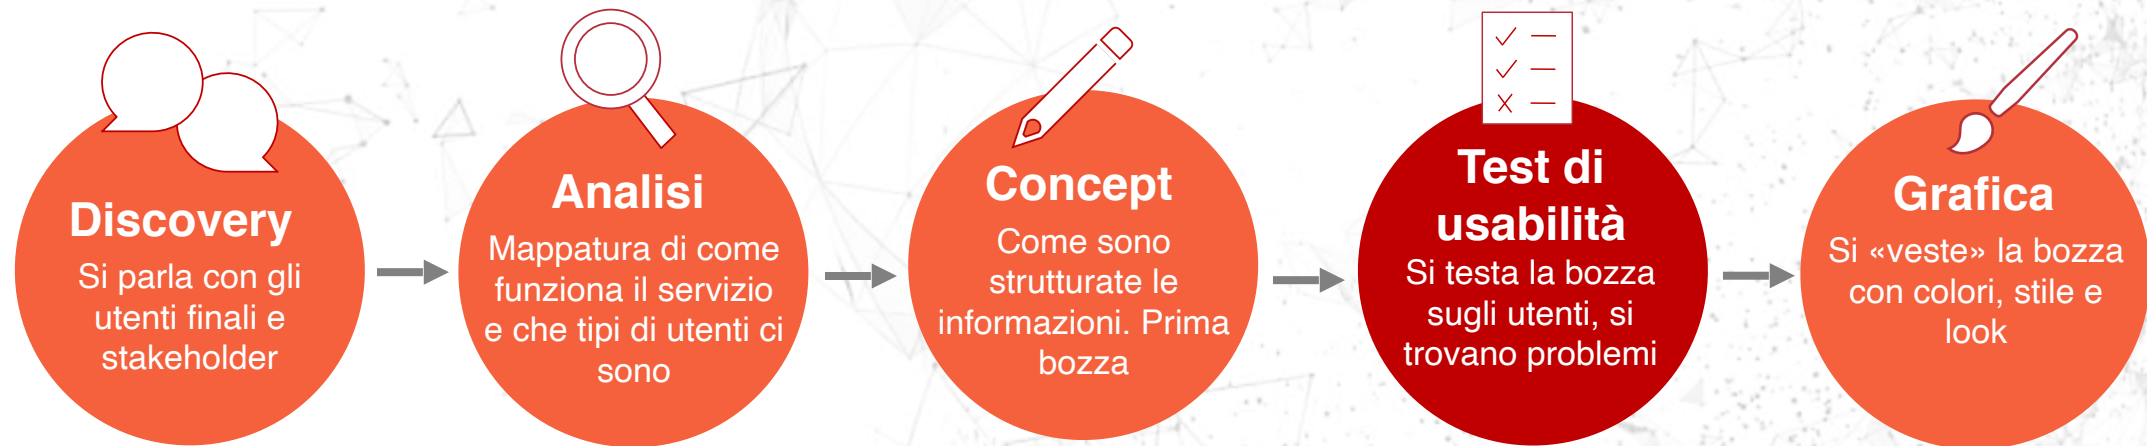 Discovery
Si parla con gli
utenti finali e
stakeholder
Analisi
Mappatura di come
funziona il servizio
e che tipi di utenti ci
sono
Concept
Come sono
strutturate le
informazioni. Prima
bozza
Test di
usabilità
Si testa la bozza
sugli utenti, si
trovano problemi
Grafica
Si «veste» la bozza
con colori, stile e
look